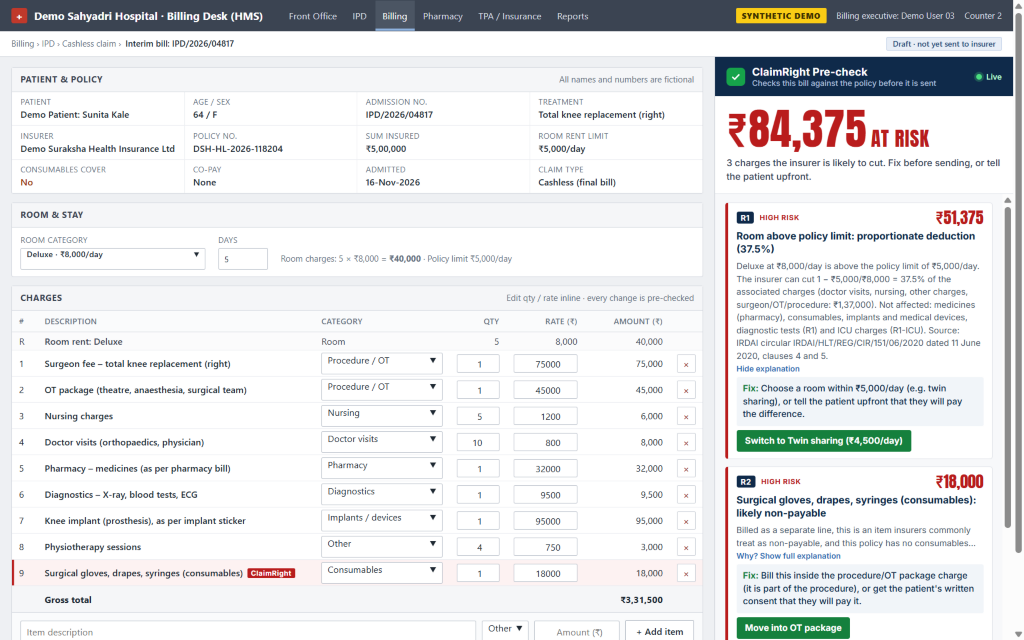 Demo Sahyadri Hospital · Billing Desk (HMS)
Front Office IPD Billing Pharmacy TPA / Insurance Reports
SYNTHETIC DEMO Billing executive: Demo User 03 Counter 2
Billing › IPD › Cashless claim › Interim bill: IPD/2026/04817
Draft · not yet sent to insurer
PATIENT & POLICY All names and numbers are fictional
PATIENT AGE / SEX ADMISSION NO. TREATMENT
Demo Patient: Sunita Kale 64 / F IPD/2026/04817 Total knee replacement (right)
INSURER POLICY NO. SUM INSURED ROOM RENT LIMIT
Demo Suraksha Health Insurance Ltd DSH-HL-2026-118204 ₹5,00,000 ₹5,000/day
CONSUMABLES COVER CO-PAY ADMITTED CLAIM TYPE
No None 16-Nov-2026 Cashless (final bill)
ROOM & STAY
ROOM CATEGORY DAYS
Deluxe · ₹8,000/day ▼ 5 Room charges: 5 × ₹8,000 = ₹40,000 · Policy limit ₹5,000/day
CHARGES Edit qty / rate inline · every change is pre-checked
# DESCRIPTION CATEGORY QTY RATE (₹) AMOUNT (₹)
R Room rent: Deluxe Room 5 8,000 40,000
1 Surgeon fee – total knee replacement (right) Procedure / OT ▼ 1 75000 75,000 ×
2 OT package (theatre, anaesthesia, surgical team) Procedure / OT ▼ 1 45000 45,000 ×
3 Nursing charges Nursing ▼ 5 1200 6,000 ×
4 Doctor visits (orthopaedics, physician) Doctor visits ▼ 10 800 8,000 ×
5 Pharmacy – medicines (as per pharmacy bill) Pharmacy ▼ 1 32000 32,000 ×
6 Diagnostics – X-ray, blood tests, ECG Diagnostics ▼ 1 9500 9,500 ×
7 Knee implant (prosthesis), as per implant sticker Implants / devices ▼ 1 95000 95,000 ×
8 Physiotherapy sessions Other ▼ 4 750 3,000 ×
9 Surgical gloves, drapes, syringes (consumables) ClaimRight Consumables ▼ 1 18000 18,000 ×
Gross total ₹3,31,500
Item description Other ▼ Amount (₹) + Add item
ClaimRight Pre-check
Checks this bill against the policy before it is sent
Live
₹84,375 AT RISK
3 charges the insurer is likely to cut. Fix before sending, or tell
the patient upfront.
R1 HIGH RISK ₹51,375
Room above policy limit: proportionate deduction
(37.5%)
Deluxe at ₹8,000/day is above the policy limit of ₹5,000/day.
The insurer can cut 1 − ₹5,000/₹8,000 = 37.5% of the
associated charges (doctor visits, nursing, other charges,
surgeon/OT/procedure: ₹1,37,000). Not affected: medicines
(pharmacy), consumables, implants and medical devices,
diagnostic tests (R1) and ICU charges (R1-ICU). Source:
IRDAI circular IRDAI/HLT/REG/CIR/151/06/2020 dated 11 June
2020, clauses 4 and 5.
Hide explanation
Fix: Choose a room within ₹5,000/day (e.g. twin
sharing), or tell the patient upfront that they will pay
the difference.
Switch to Twin sharing (₹4,500/day)
R2 HIGH RISK ₹18,000
Surgical gloves, drapes, syringes (consumables):
likely non-payable
Billed as a separate line, this is an item insurers commonly
treat as non-payable, and this policy has no consumables...
Why? Show full explanation
Fix: Bill this inside the procedure/OT package charge
(it is part of the procedure), or get the patient's written
consent that they will pay it.
Move into OT package